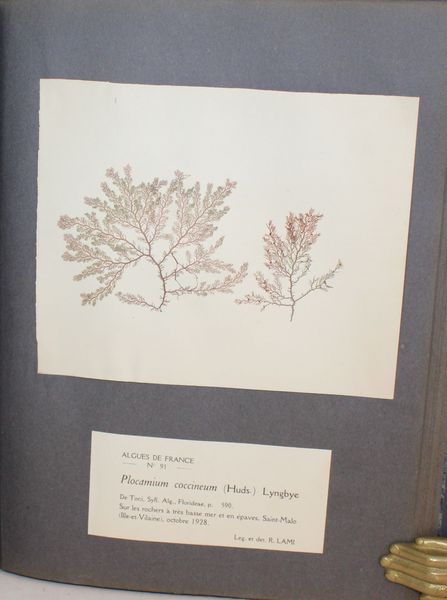 ALGUES DE FRANCE
N° 91
Plocamium coccineum (Huds.) Lyngbye
De Toni, Syll. Alg., Florideae, p. 590.
Sur les rochers à très basse mer et en épaves. Saint-Malo
(Ille-et-Vilaine), octobre 1928.
Leg. et det. R. LAMI